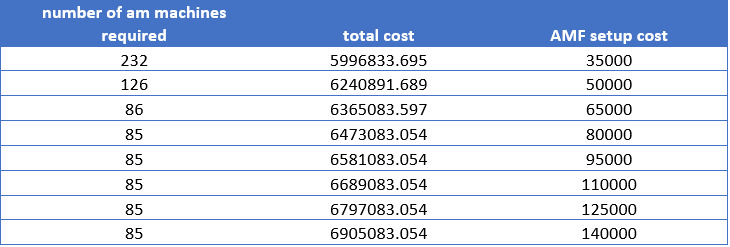 number of am machines
required total cost AMF setup cost
232 5996833.695 35000
126 6240891.689 50000
86 6365083.597 65000
85 6473083.054 80000
85 6581083.054 95000
85 6689083.054 110000
85 6797083.054 125000
85 6905083.054 140000